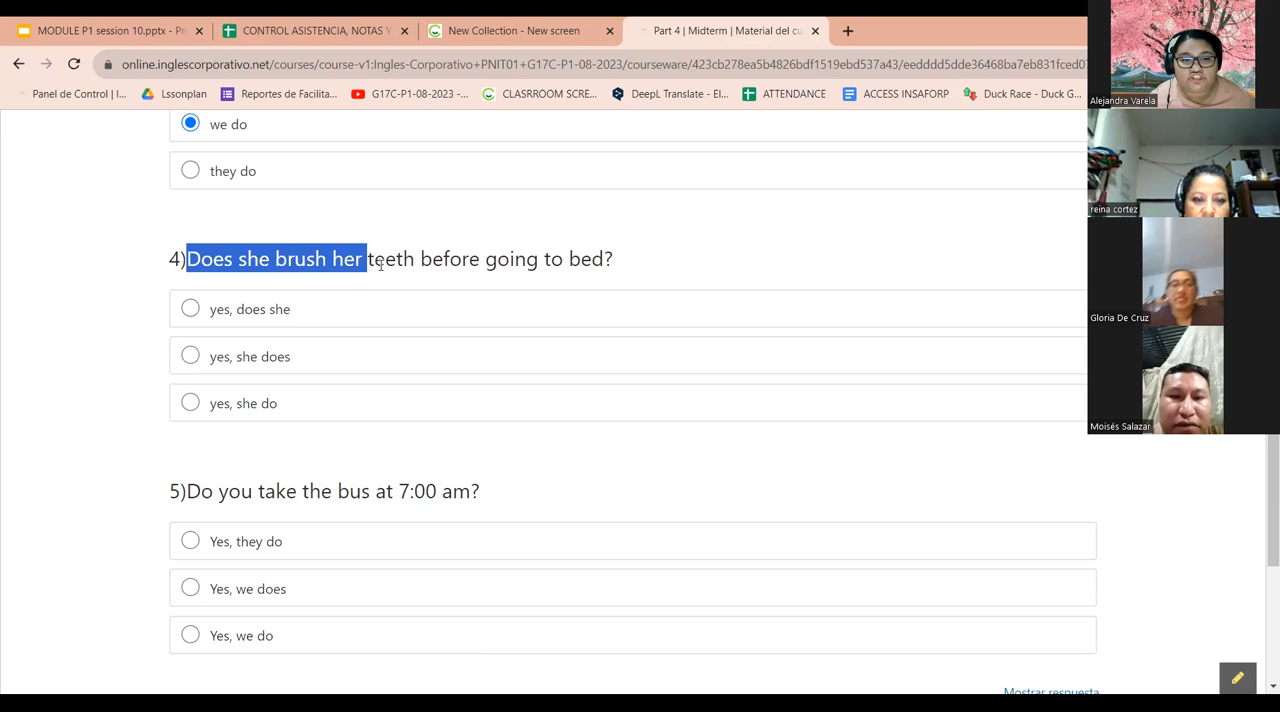 MODULE P1 session 10.pptx - Pr
CONTROL ASISTENCIA, NOTAS Y
New Collection - New screen
Part 4 | Midterm | Material del cu
online.inglescorporativo.net/courses/course-v1:Ingles-Corporativo+PNIT01+G17C-P1-08-2023/courseware/423cb278ea5b4826bdf1519ebd537a43/eedddd5dde36468ba7eb831fced07
Panel de Control | I...
Lssonplan
Reportes de Facilita...
G17C-P1-08-2023 -...
CLASSROOM SCRE...
DeepL Translate - El...
ATTENDANCE
ACCESS INSAFORP
Duck Race - Duck G...
Alejandra Varela
we do
they do
reina cortez
4)Does she brush her teeth before going to bed?
yes, does she
Gloria De Cruz
yes, she does
yes, she do
Moisés Salazar
5)Do you take the bus at 7:00 am?
Yes, they do
Yes, we does
Yes, we do
Mostrar respuesta